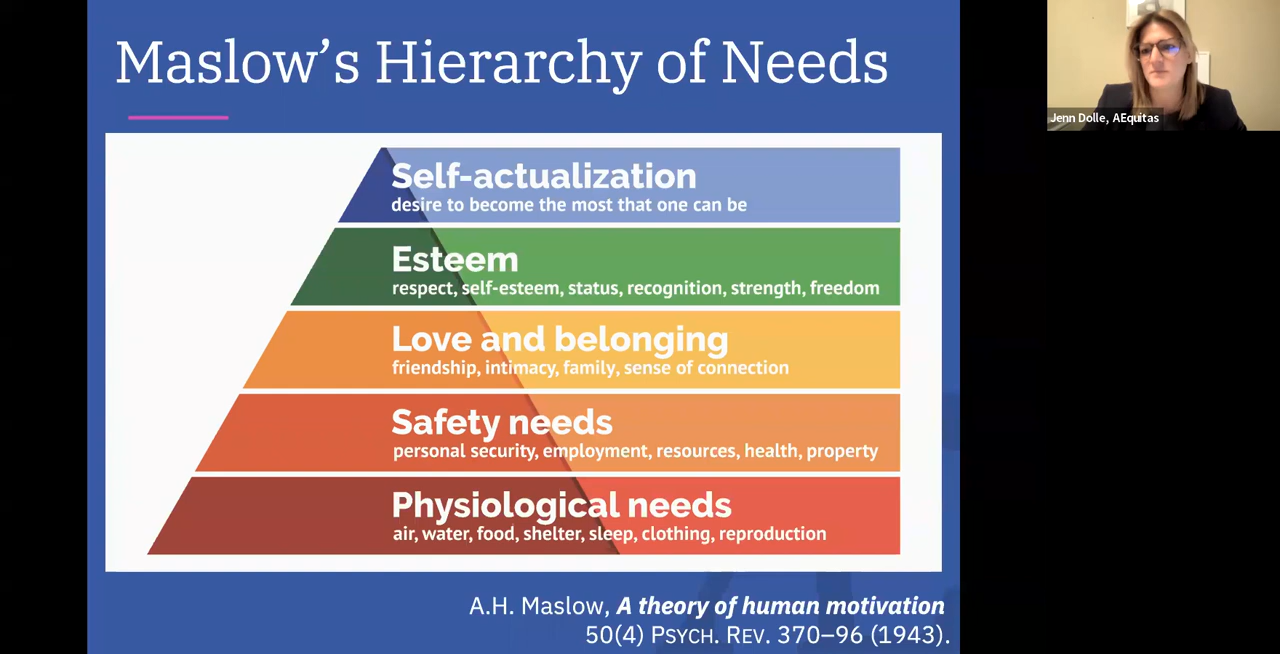 Maslow’s Hierarchy of Needs
Jenn Dolle, AEquitas
Self-actualization
desire to become the most that one can be
Esteem
respect, self-esteem, status, recognition, strength, freedom
Love and belonging
friendship, intimacy, family, sense of connection
Safety needs
personal security, employment, resources, health, property
Physiological needs
air, water, food, shelter, sleep, clothing, reproduction
A.H. Maslow, A theory of human motivation
50(4) PSYCH. REV. 370–96 (1943).